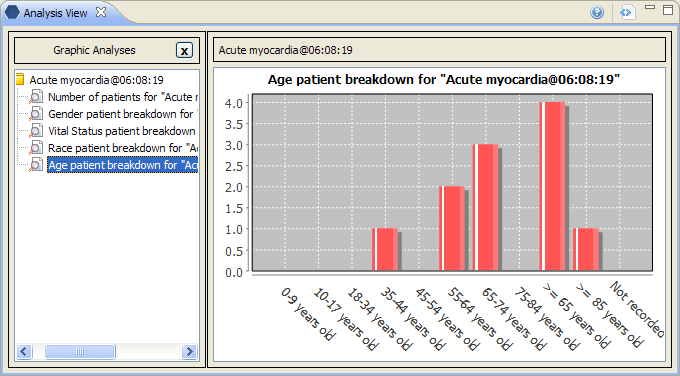 Analysis View
Graphic Analyses
x
Acute myocardia@06:08:19
Number of patients for "Acute r
Gender patient breakdown for
Vital Status patient breakdown
Race patient breakdown for "A
Age patient breakdown for "Ac
Acute myocardia@06:08:19
Age patient breakdown for "Acute myocardia@06:08:19"
4.0
3.5
3.0
2.5
2.0
1.5
1.0
0.5
0.0
0-9 years old
10-17 years old
18-34 years old
35-44 years old
45-54 years old
55-64 years old
65-74 years old
75-84 years old
>= 65 years old
>= 85 years old
Not recorded